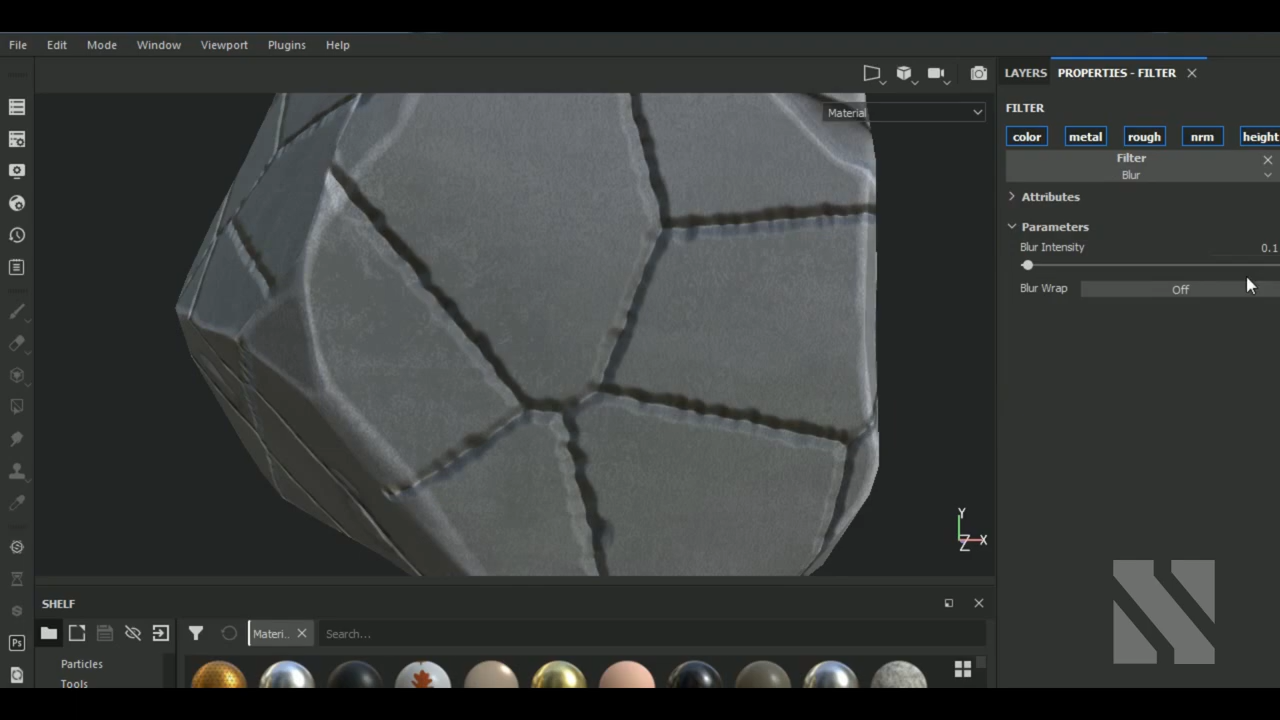 File Edit Mode Window Viewport Plugins Help
LAYERS PROPERTIES - FILTER
Material
FILTER
color metal rough nrm height
Filter
Blur
Attributes
Parameters
Blur Intensity 0.1
Blur Wrap Off
Y
Z X
SHELF
Materi.. Search...
Particles
Tools
Ps